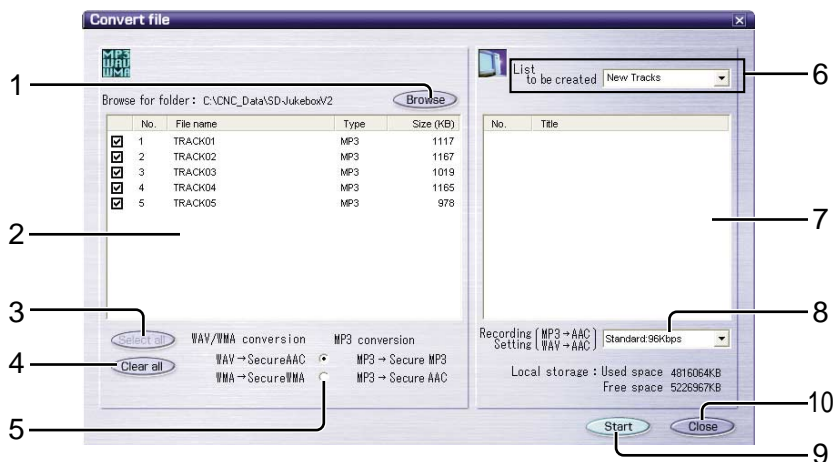 Convert file
MP3
WAV
WMA
List
to be created New Tracks
Browse for folder : C:\CNC_Data\SD-JukeboxV2 Browse
No. File name Type Size (KB)
1 TRACK01 MP3 1117
2 TRACK02 MP3 1167
3 TRACK03 MP3 1019
4 TRACK04 MP3 1165
5 TRACK05 MP3 978
No. Title
Select all
Clear all
WAV/WMA conversion
WAV→SecureAAC
WMA→SecureWMA
MP3 conversion
MP3 → Secure MP3
MP3 → Secure AAC
Recording Setting
MP3→AAC
WAV→AAC
Standard:96Kbps
Local storage : Used space 4816064KB
Free space 5226967KB
Start Close
1
2
3
4
5
6
7
8
10
9